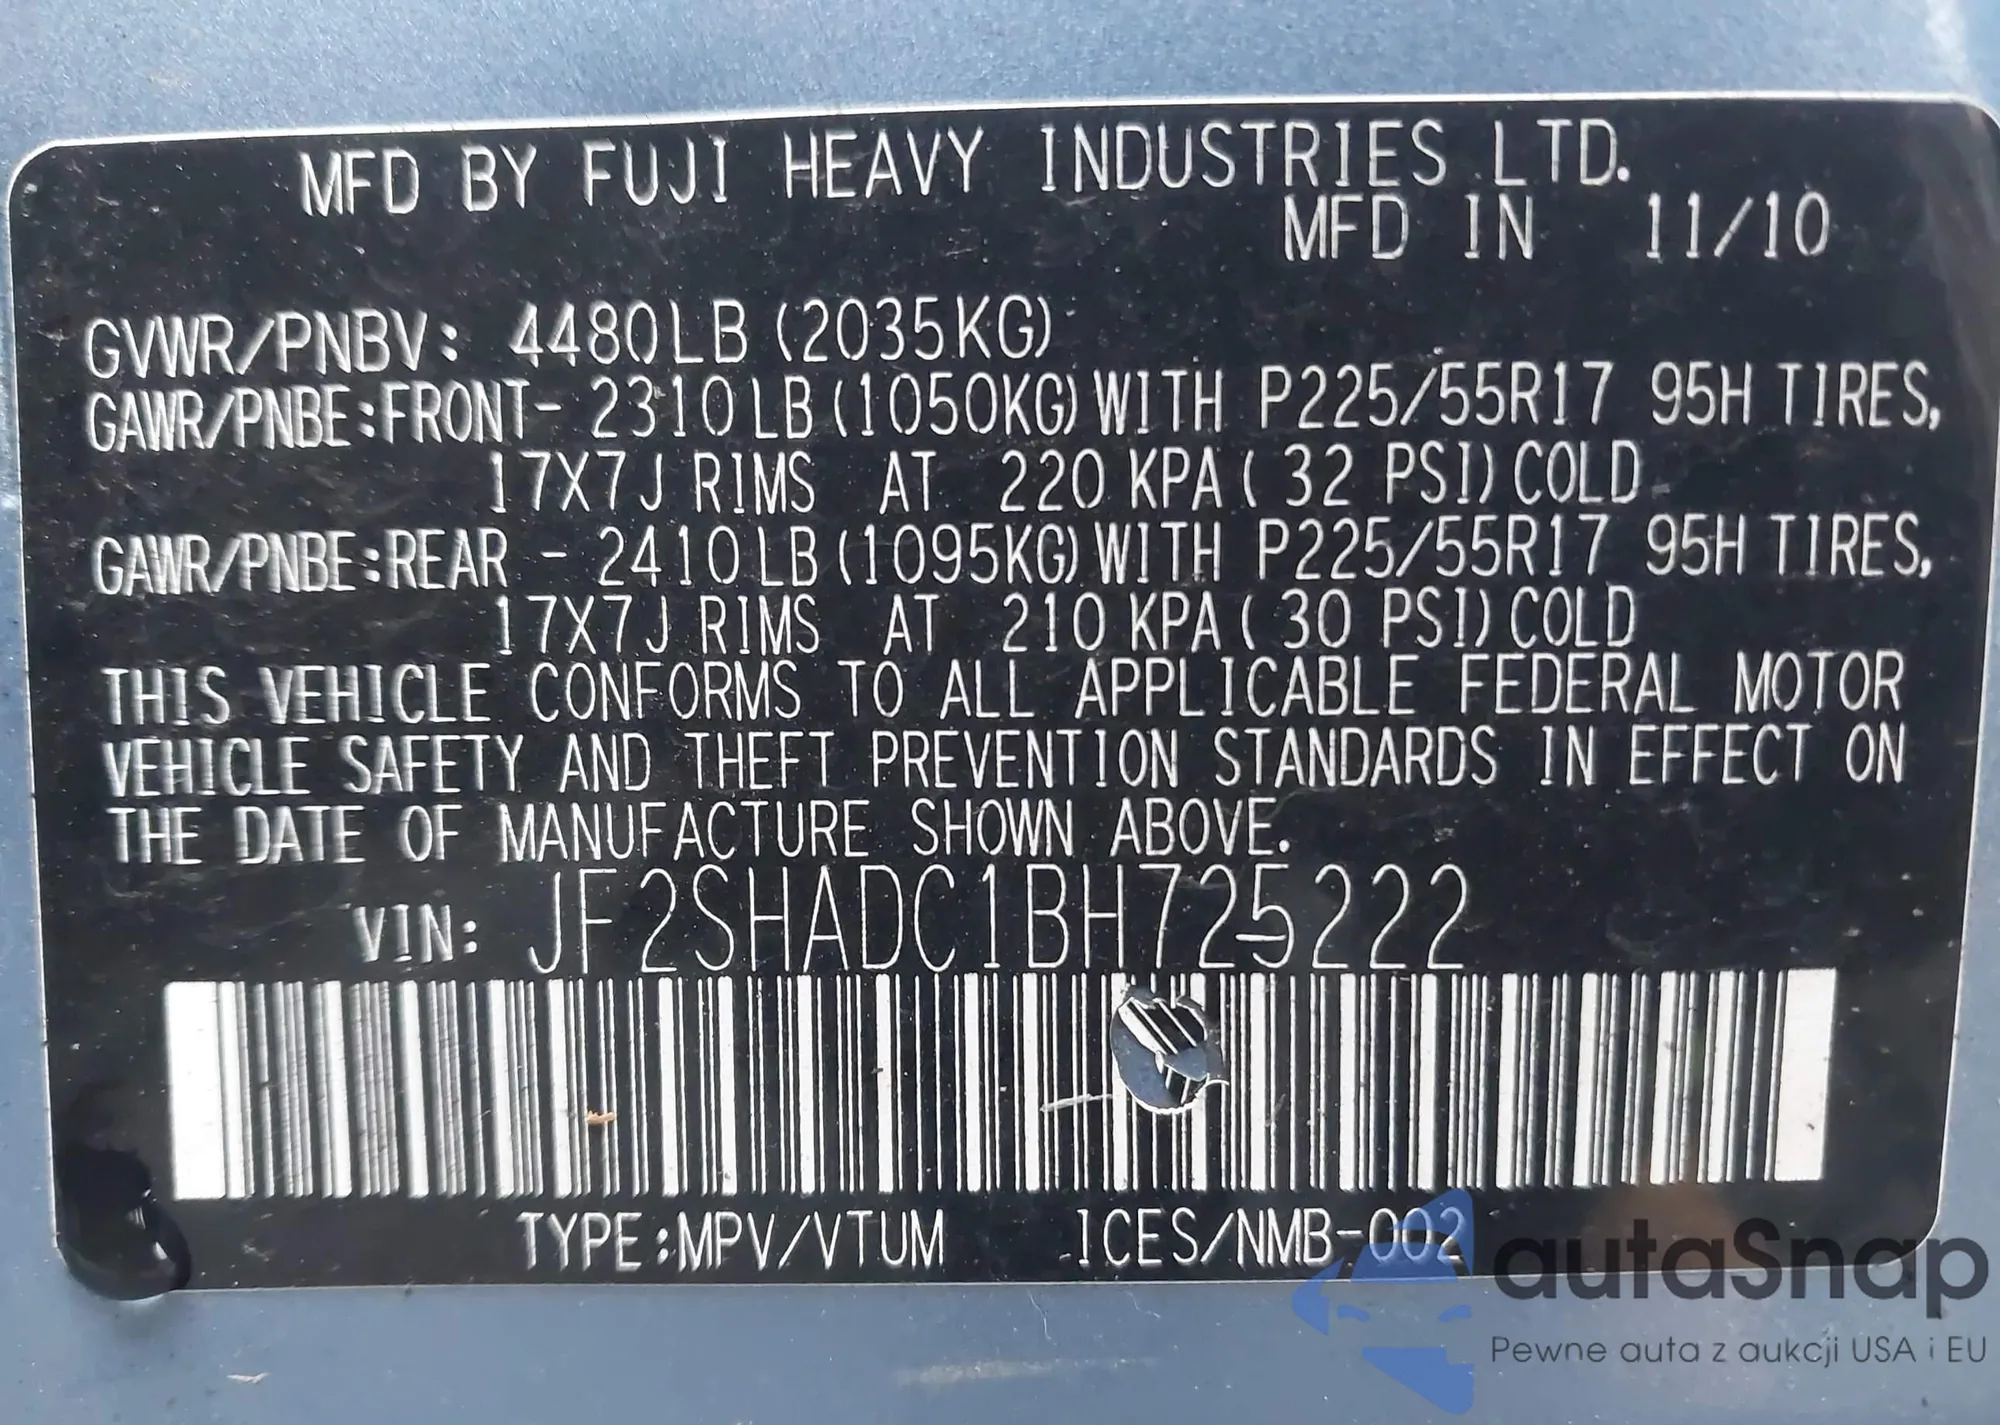 MFD BY FUJI HEAVY INDUSTRIES LTD.
MFD IN 11/10
GVWR/PNBV: 4480LB (2035KG)
GAWR/PNBE:FRONT- 2310LB (1050KG) WITH P225/55R17 95H TIRES,
17X7J RIMS AT 220 KPA ( 32 PSI) COLD
GAWR/PNBE:REAR - 2410LB (1095KG) WITH P225/55R17 95H TIRES,
17X7J RIMS AT 210 KPA ( 30 PSI) COLD
THIS VEHICLE CONFORMS TO ALL APPLICABLE FEDERAL MOTOR
VEHICLE SAFETY AND THEFT PREVENTION STANDARDS IN EFFECT ON
THE DATE OF MANUFACTURE SHOWN ABOVE.
VIN: JF2SHADC1BH725222
TYPE:MPV/VTUM ICES/NMB-002
autaSnap
Pewne auta z aukcji USA i EU